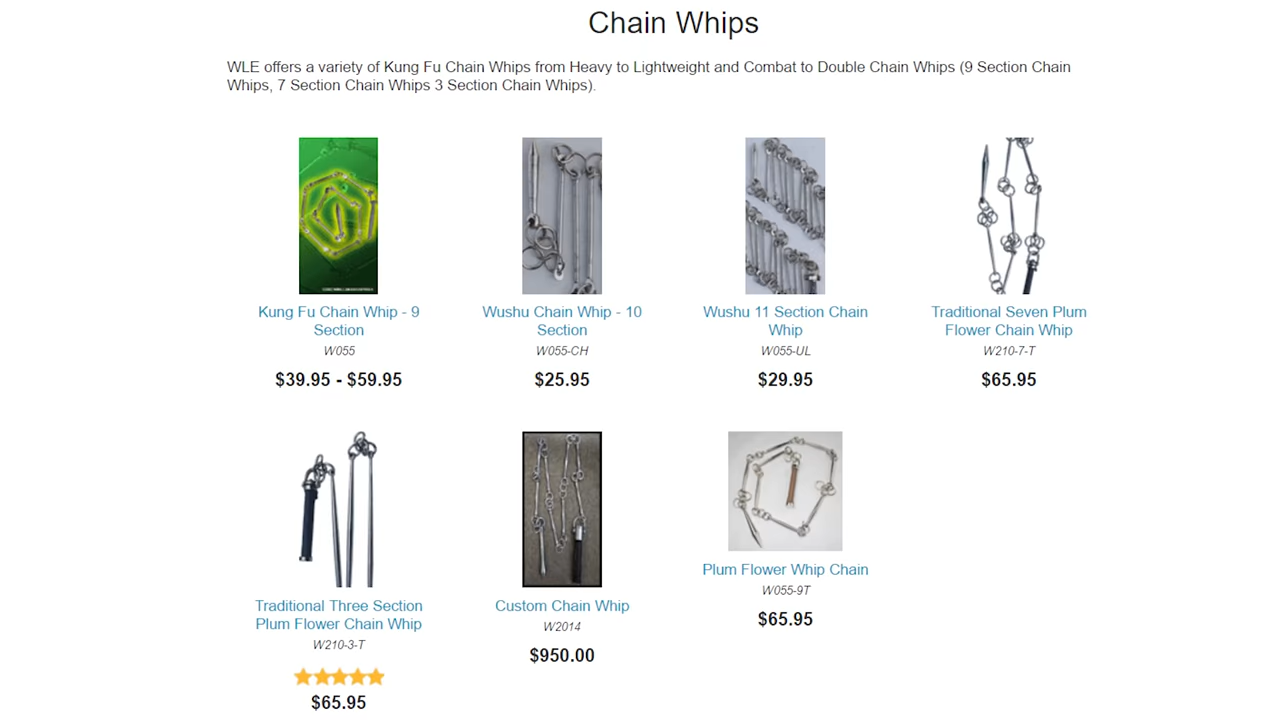 Chain Whips
WLE offers a variety of Kung Fu Chain Whips from Heavy to Lightweight and Combat to Double Chain Whips (9 Section Chain
Whips, 7 Section Chain Whips 3 Section Chain Whips).
Kung Fu Chain Whip - 9
Section
W055
$39.95 - $59.95
Wushu Chain Whip - 10
Section
W055-CH
$25.95
Wushu 11 Section Chain
Whip
W055-UL
$29.95
Traditional Seven Plum
Flower Chain Whip
W210-7-T
$65.95
Traditional Three Section
Plum Flower Chain Whip
W210-3-T
$65.95
Custom Chain Whip
W2014
$950.00
Plum Flower Whip Chain
W055-9T
$65.95